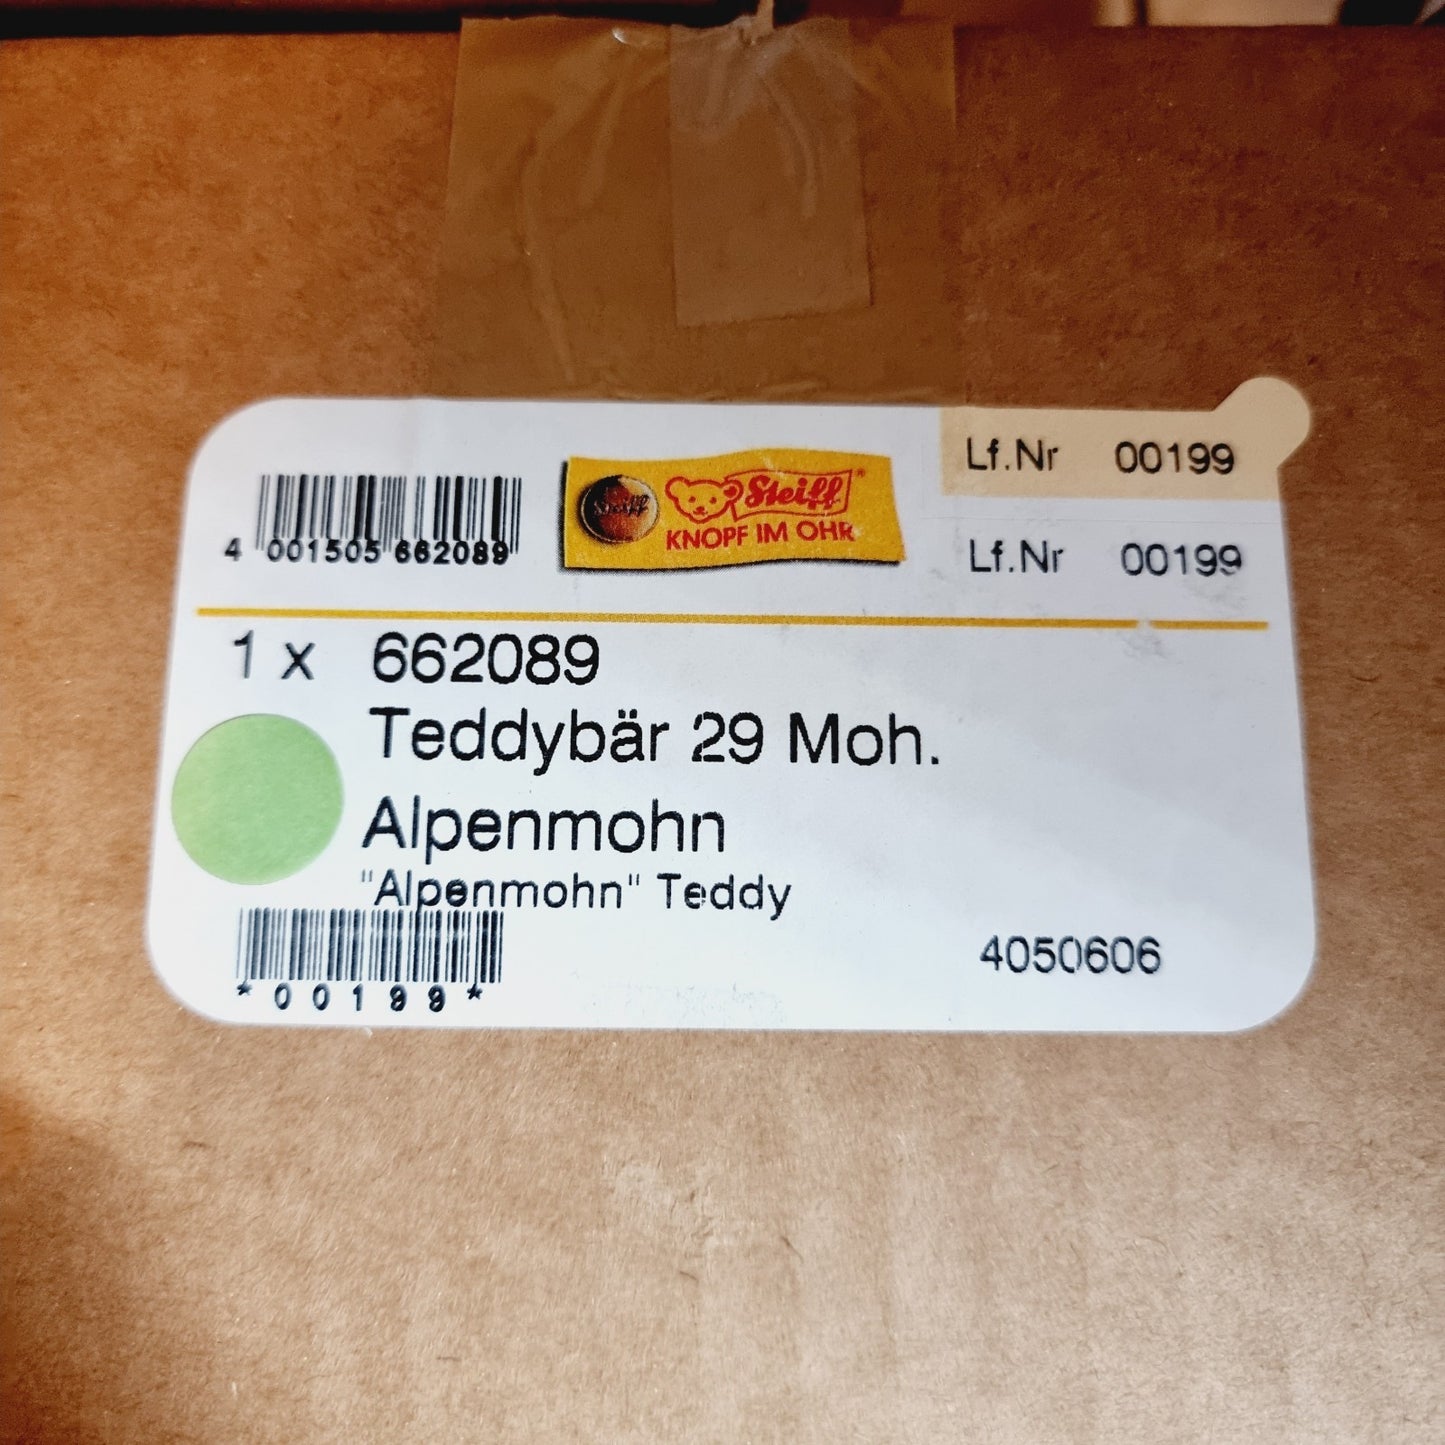 Lf.Nr 00199
4 001505 662089
Steiff
Steiff
KNOPF IM OHR
Lf.Nr 00199
1 x 662089
Teddybär 29 Moh.
Alpenmohn
"Alpenmohn" Teddy
4050606
*00199*